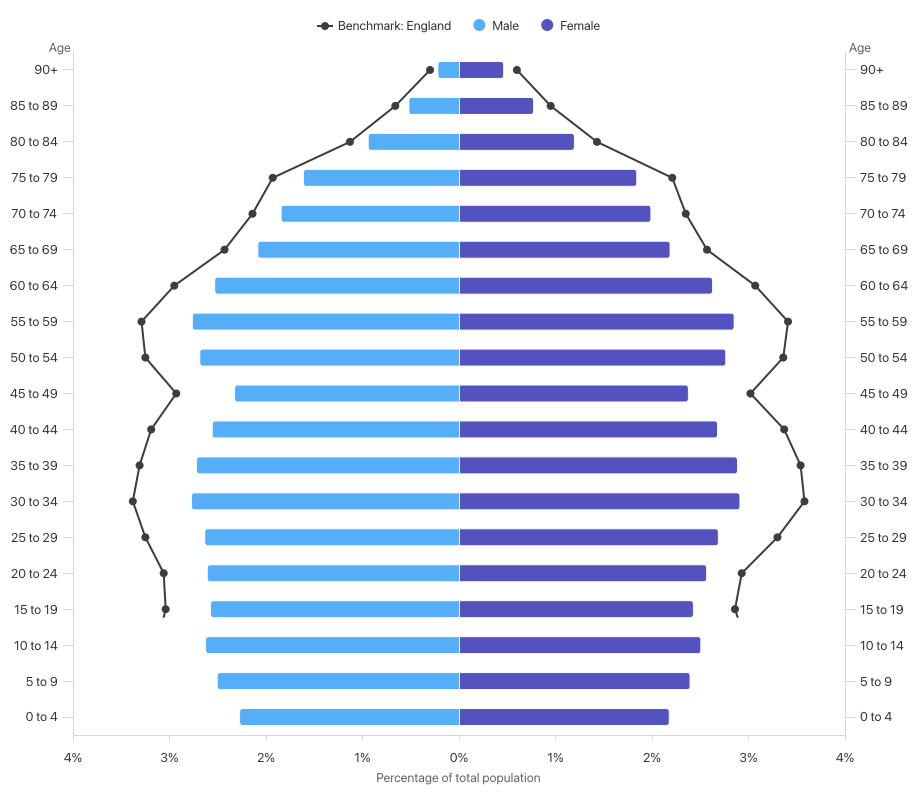 Benchmark: England Male Female
Age Age
90+ 90+
85 to 89 85 to 89
80 to 84 80 to 84
75 to 79 75 to 79
70 to 74 70 to 74
65 to 69 65 to 69
60 to 64 60 to 64
55 to 59 55 to 59
50 to 54 50 to 54
45 to 49 45 to 49
40 to 44 40 to 44
35 to 39 35 to 39
30 to 34 30 to 34
25 to 29 25 to 29
20 to 24 20 to 24
15 to 19 15 to 19
10 to 14 10 to 14
5 to 9 5 to 9
0 to 4 0 to 4
4% 3% 2% 1% 0% 1% 2% 3% 4%
Percentage of total population